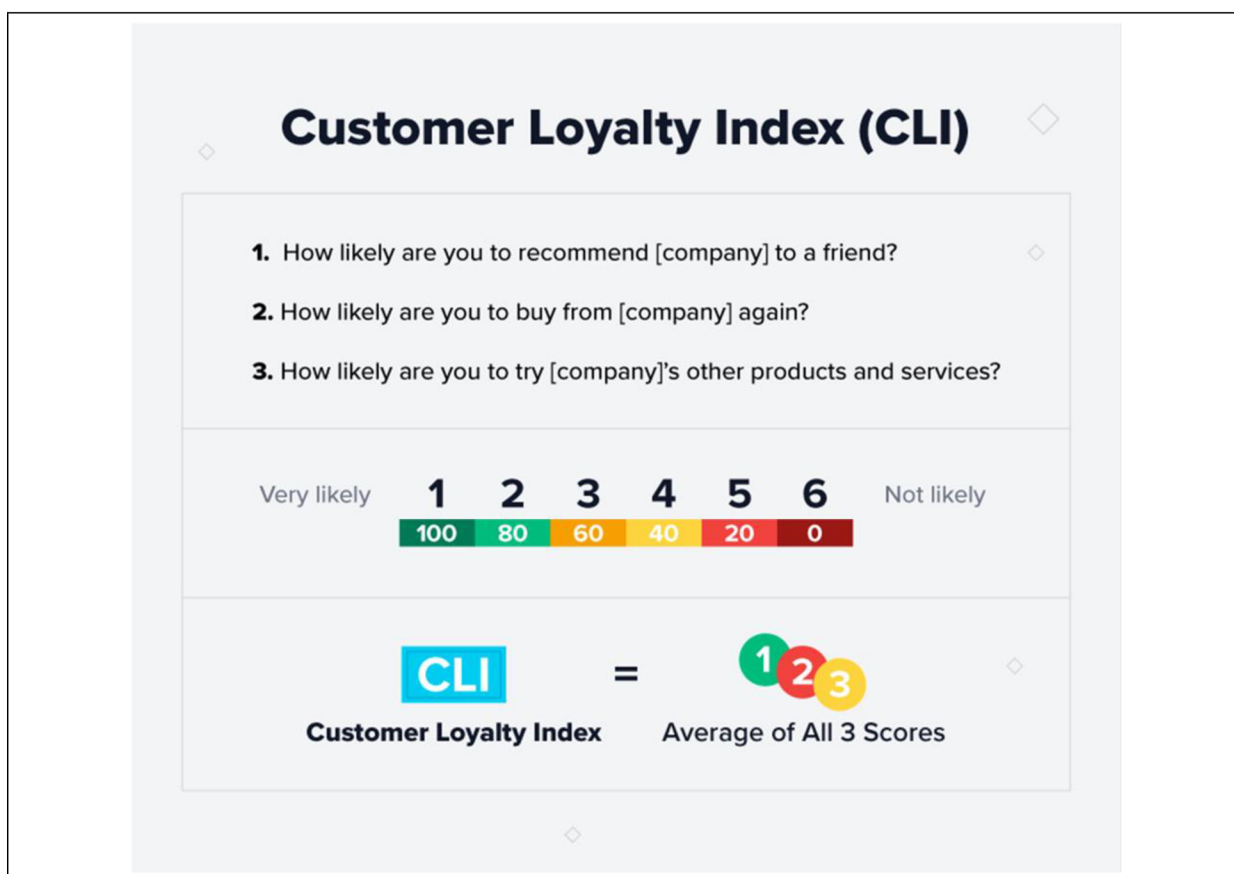 Customer Loyalty Index (CLI)
1. How likely are you to recommend [company] to a friend?
2. How likely are you to buy from [company] again?
3. How likely are you to try [company]’s other products and services?
Very likely 1 2 3 4 5 6 Not likely
100 80 60 40 20 0
CLI = 1 2 3
Customer Loyalty Index Average of All 3 Scores